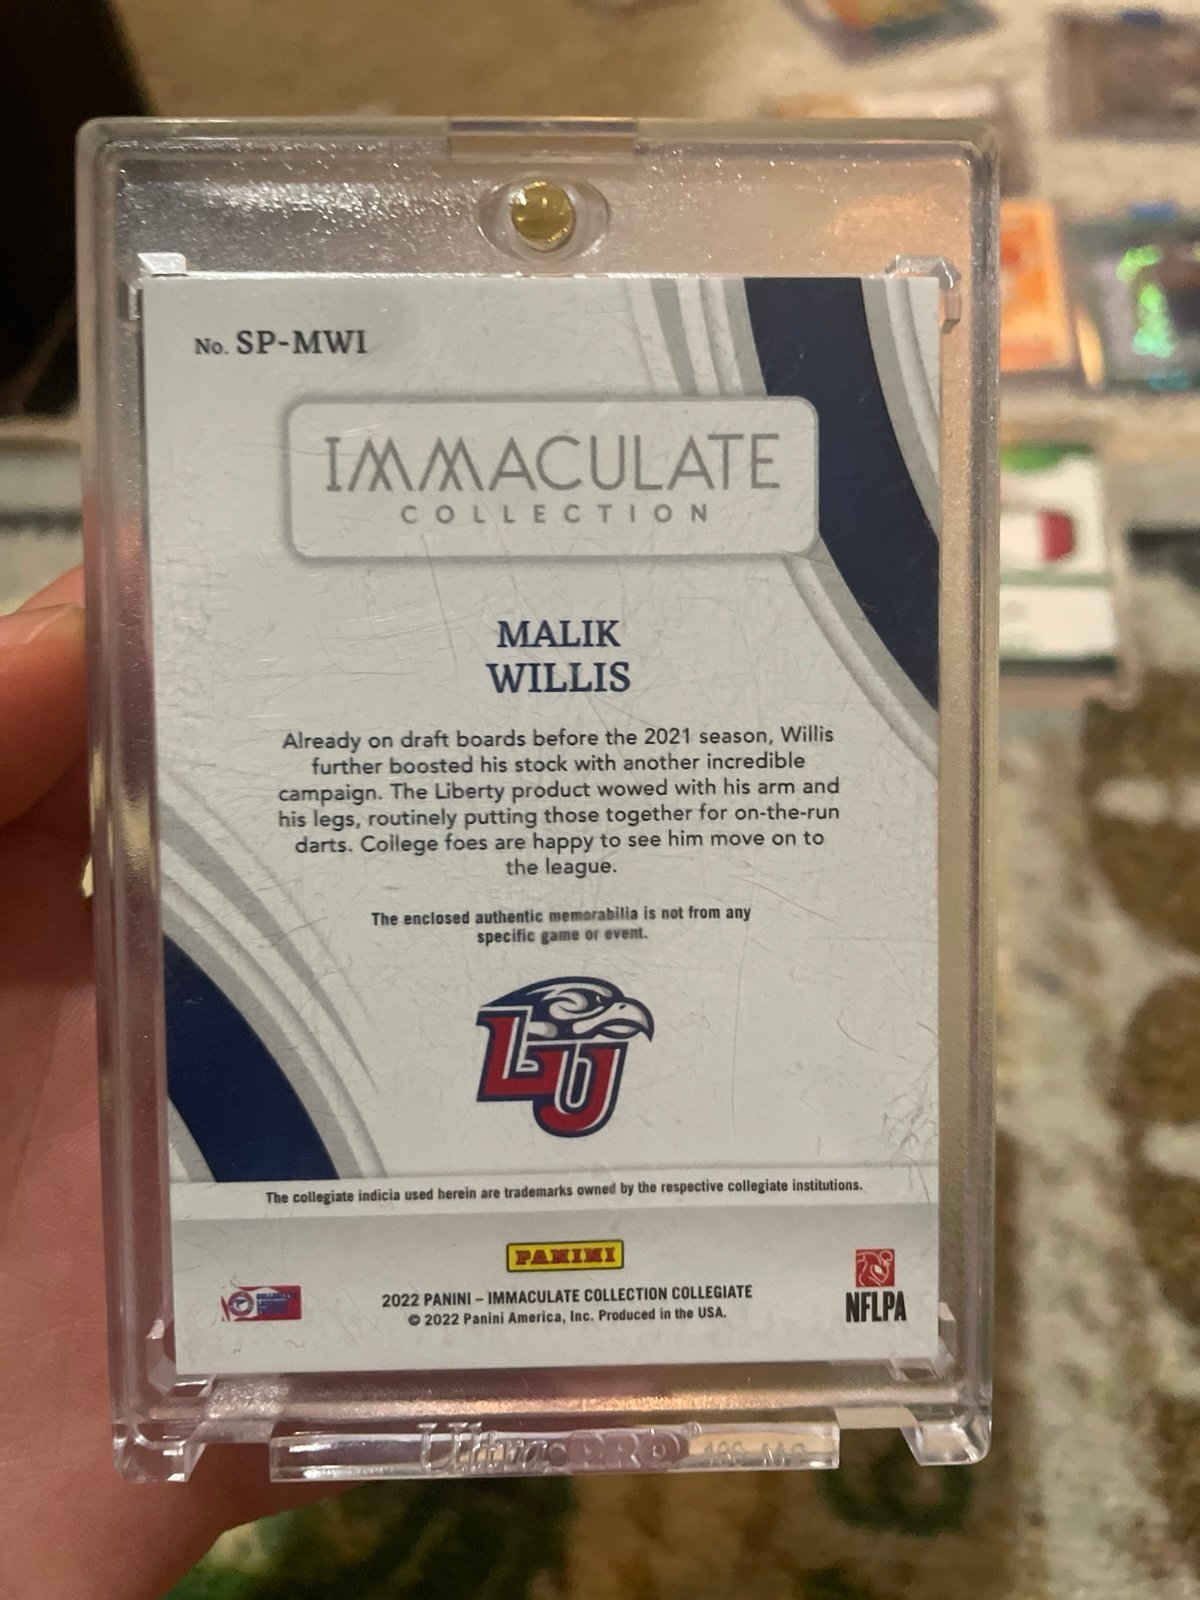 No. SP-MWI
IMMACULATE
COLLECTION
MALIK
WILLIS
Already on draft boards before the 2021 season, Willis
further boosted his stock with another incredible
campaign. The Liberty product wowed with his arm and
his legs, routinely putting those together for on-the-run
darts. College foes are happy to see him move on to
the league.
The enclosed authentic memorabilia is not from any
specific game or event.
LU
The collegiate indicia used herein are trademarks owned by the respective collegiate institutions.
PANINI
2022 PANINI – IMMACULATE COLLECTION COLLEGIATE
© 2022 Panini America, Inc. Produced in the USA.
NFLPA
Ultra PRO